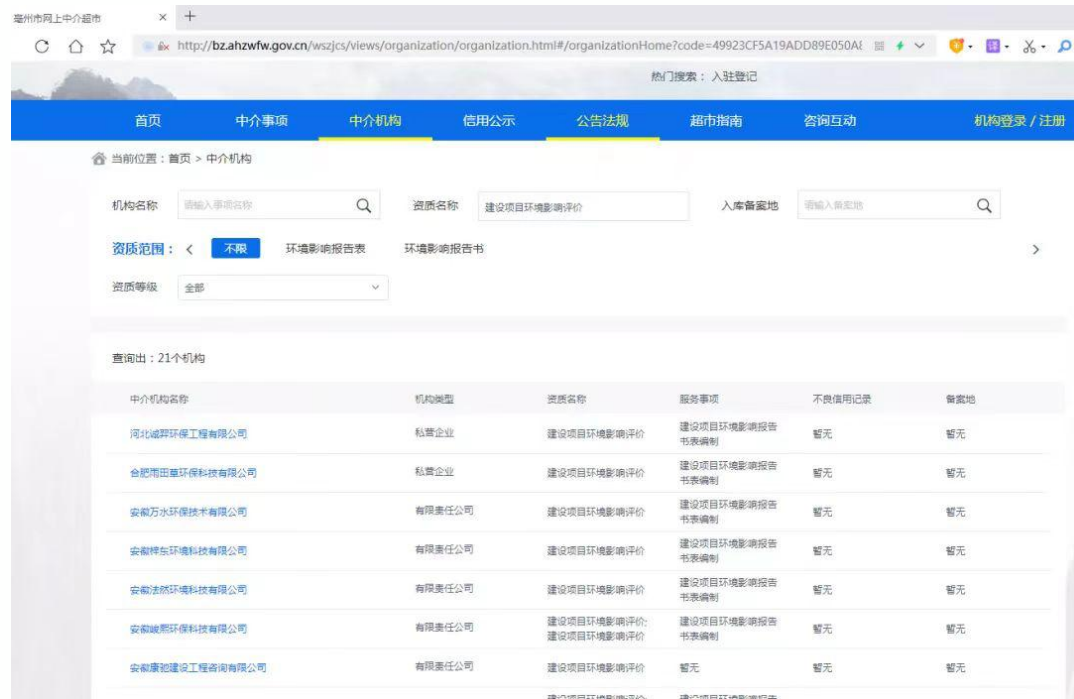 亳州市网上中介超市
http://bz.ahzwfw.gov.cn/wszjcs/views/organization/organization.html#/organizationHome?code=49923CF5A19ADD89E050A8
译
热门搜索： 入驻登记
首页 中介事项 中介机构 信用公示 公告法规 超市指南 咨询互动 机构登录 / 注册
当前位置：首页 > 中介机构
机构名称 请输入事项名称 资质名称 建设项目环境影响评价 入库备案地 请输入备案地
资质范围： 不限 环境影响报告表 环境影响报告书
资质等级 全部
查询出：21个机构
中介机构名称 机构类型 资质名称 服务事项 不良信用记录 备案地
河北诚羿环保工程有限公司 私营企业 建设项目环境影响评价 建设项目环境影响报告书表编制 暂无 暂无
合肥雨田草环保科技有限公司 私营企业 建设项目环境影响评价 建设项目环境影响报告书表编制 暂无 暂无
安徽万水环保技术有限公司 有限责任公司 建设项目环境影响评价 建设项目环境影响报告书表编制 暂无 暂无
安徽梓东环境科技有限公司 有限责任公司 建设项目环境影响评价 建设项目环境影响报告书表编制 暂无 暂无
安徽法然环境科技有限公司 有限责任公司 建设项目环境影响评价 建设项目环境影响报告书表编制 暂无 暂无
安徽峻熙环保科技有限公司 有限责任公司 建设项目环境影响评价; 建设项目环境影响评价 建设项目环境影响报告书表编制 暂无 暂无
安徽康驰建设工程咨询有限公司 有限责任公司 建设项目环境影响评价 暂无 暂无 暂无